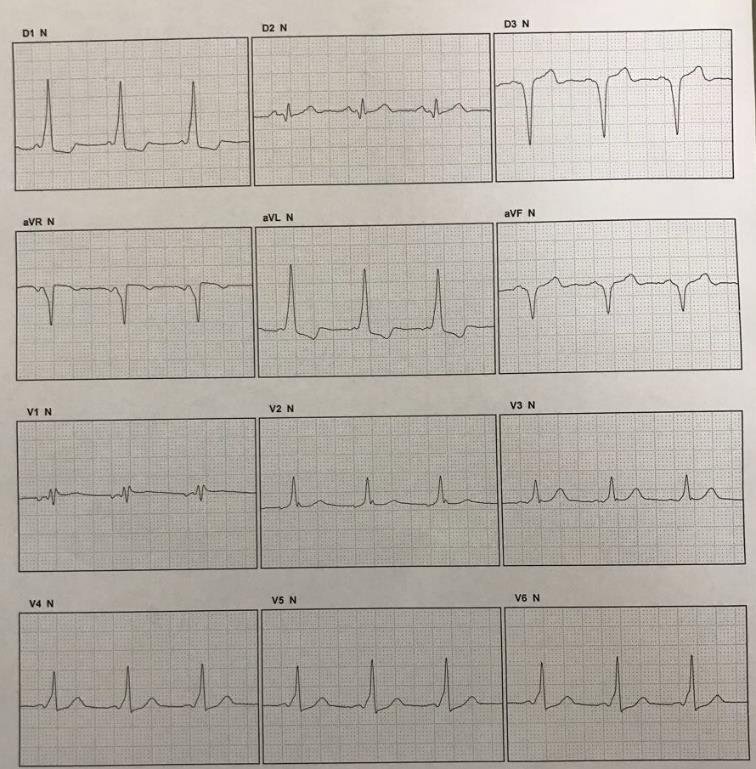 D1 N
D2 N
D3 N
aVR N
aVL N
aVF N
V1 N
V2 N
V3 N
V4 N
V5 N
V6 N